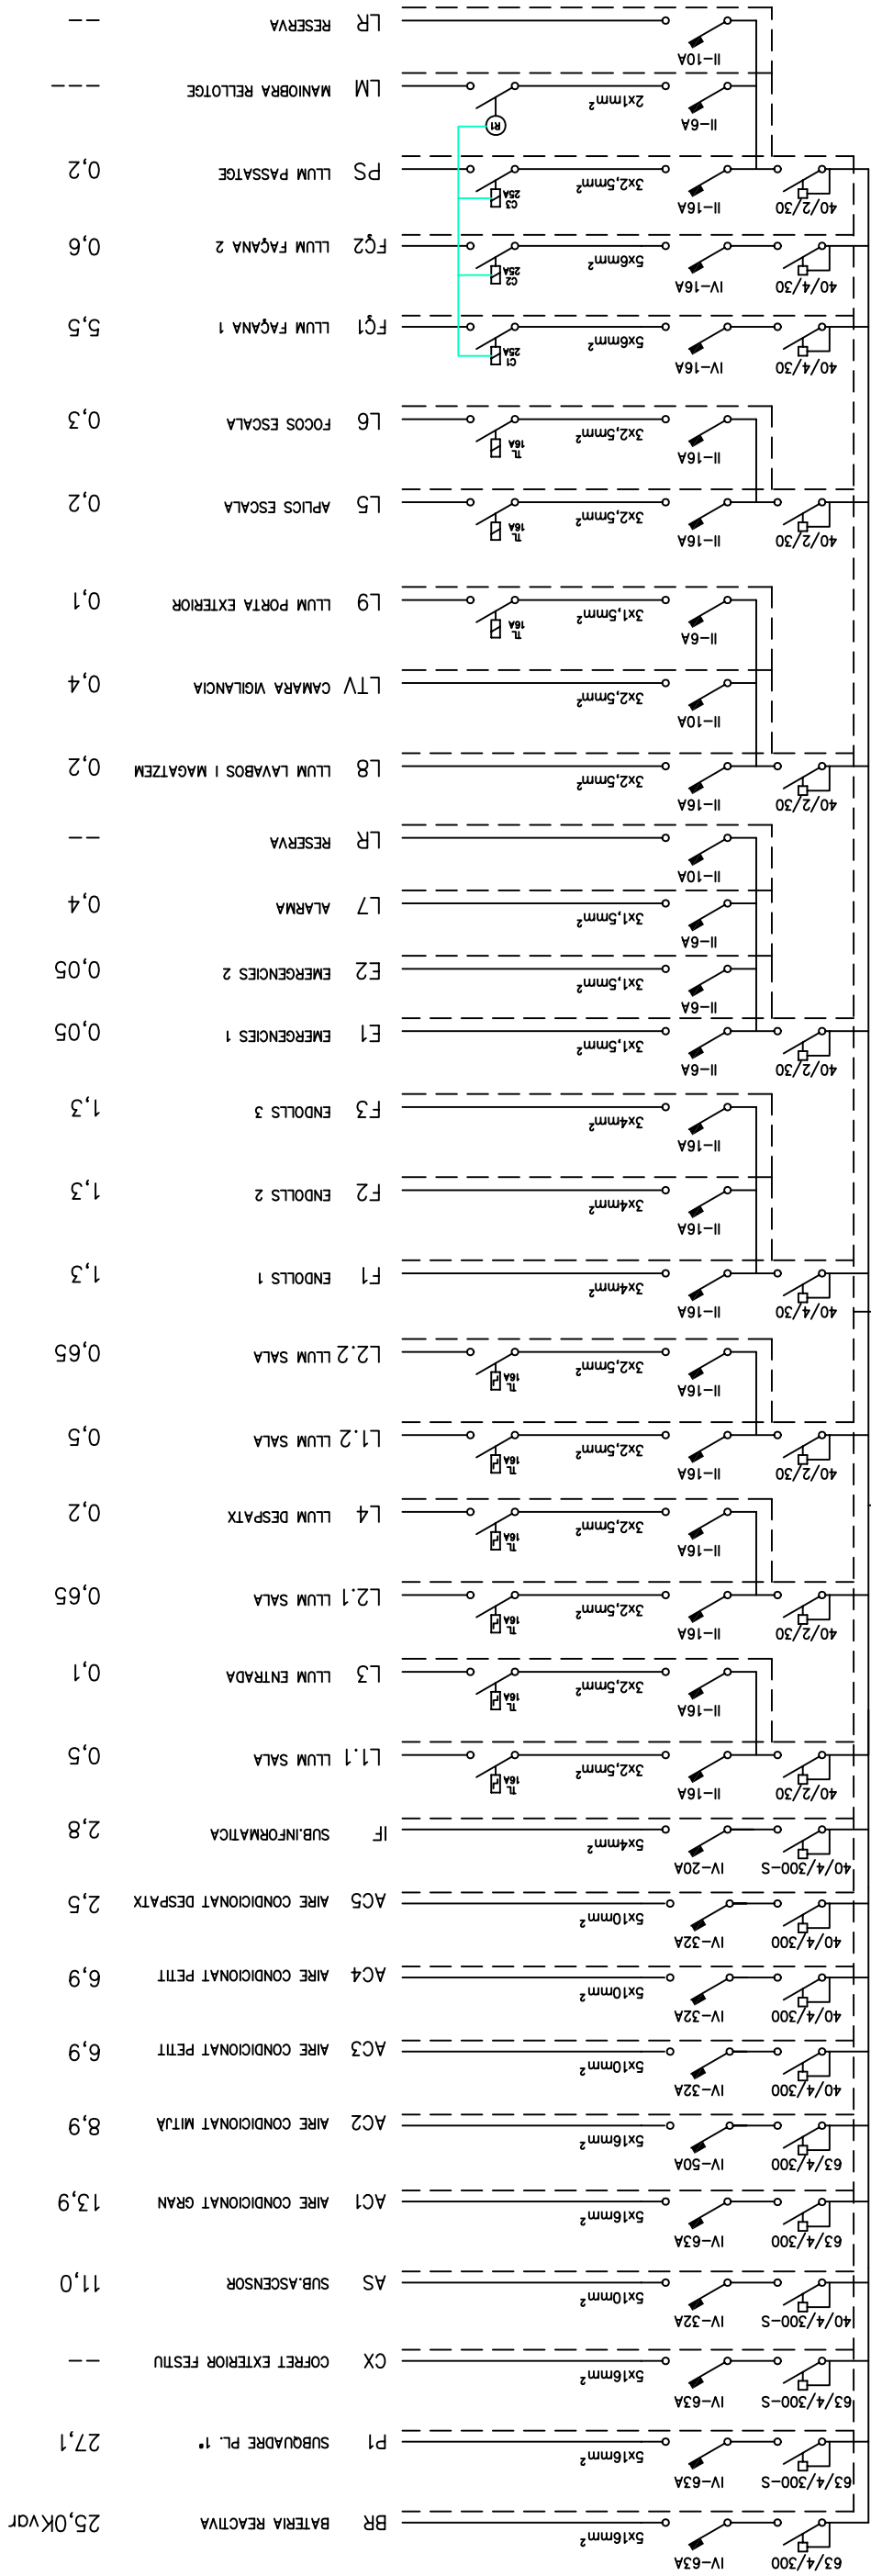 63/4/300 IV-63A 5x16mm² BR BATERIA REACTIVA 25,0Kvar
63/4/300-S IV-63A 5x16mm² P1 SUBQUADRE PL. 1ª 27,1
63/4/300-S IV-63A 5x16mm² CX COFRET EXTERIOR FESTIU --
40/4/300-S IV-32A 5x10mm² AS SUB.ASCENSOR 11,0
63/4/300 IV-63A 5x16mm² AC1 AIRE CONDICIONAT GRAN 13,9
63/4/300 IV-50A 5x16mm² AC2 AIRE CONDICIONAT MITJÀ 8,9
40/4/300 IV-32A 5x10mm² AC3 AIRE CONDICIONAT PETIT 6,9
40/4/300 IV-32A 5x10mm² AC4 AIRE CONDICIONAT PETIT 6,9
40/4/300 IV-32A 5x10mm² AC5 AIRE CONDICIONAT DESPATX 2,5
40/4/300-S IV-20A 5x4mm² IF SUB.INFORMATICA 2,8
40/2/30 II-16A 3x2,5mm² TL 16A L1.1 LLUM SALA 0,5
II-16A 3x2,5mm² TL 16A L3 LLUM ENTRADA 0,1
40/2/30 II-16A 3x2,5mm² TL 16A L2.1 LLUM SALA 0,65
II-16A 3x2,5mm² TL 16A L4 LLUM DESPATX 0,2
40/2/30 II-16A 3x2,5mm² TL 16A L1.2 LLUM SALA 0,5
II-16A 3x2,5mm² TL 16A L2.2 LLUM SALA 0,65
40/4/30 II-16A 3x4mm² F1 ENDOLLS 1 1,3
II-16A 3x4mm² F2 ENDOLLS 2 1,3
II-16A 3x4mm² F3 ENDOLLS 3 1,3
40/2/30 II-6A 3x1,5mm² E1 EMERGENCIES 1 0,05
II-6A 3x1,5mm² E2 EMERGENCIES 2 0,05
II-6A 3x1,5mm² L7 ALARMA 0,4
II-10A LR RESERVA --
40/2/30 II-16A 3x2,5mm² L8 LLUM LAVABOS I MAGATZEM 0,2
II-10A 3x2,5mm² LTV CAMARA VIGILANCIA 0,4
II-6A 3x1,5mm² TL 16A L9 LLUM PORTA EXTERIOR 0,1
40/2/30 II-16A 3x2,5mm² TL 16A L5 APLICS ESCALA 0,2
II-16A 3x2,5mm² TL 16A L6 FOCOS ESCALA 0,3
40/4/30 IV-16A 5x6mm² C1 25A FÇ1 LLUM FAÇANA 1 5,5
40/4/30 IV-16A 5x6mm² C2 25A FÇ2 LLUM FAÇANA 2 0,6
40/2/30 II-16A 3x2,5mm² C3 25A PS LLUM PASSATGE 0,2
II-6A 2x1mm² R1 LM MANIOBRA RELLOTGE ---
II-10A LR RESERVA --